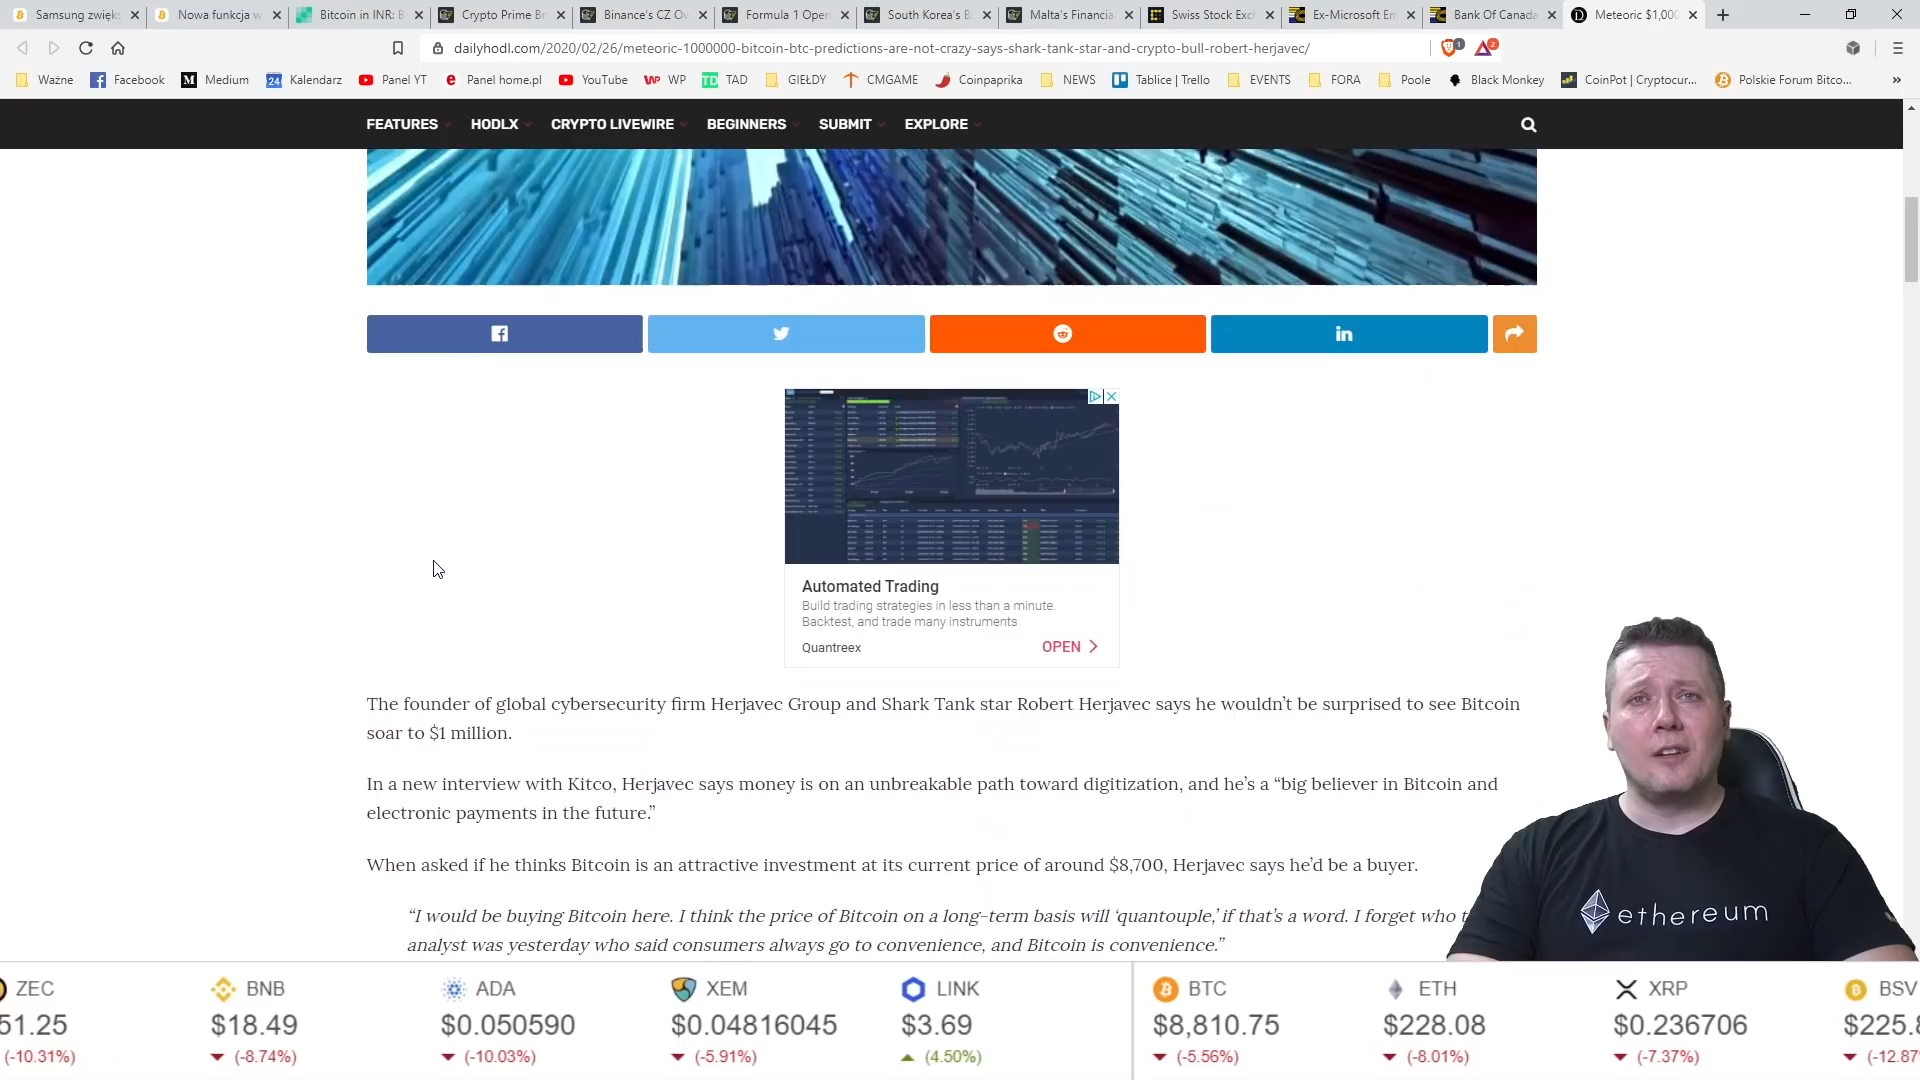 Samsung zwięks
Nowa funkcja w
Bitcoin in INR: B
Crypto Prime Br
Binance's CZ Ov
Formula 1 Open
South Korea's B
Malta's Financia
Swiss Stock Exc
Ex-Microsoft En
Bank Of Canada
Meteoric $1,000
dailyhodl.com/2020/02/26/meteoric-1000000-bitcoin-btc-predictions-are-not-crazy-says-shark-tank-star-and-crypto-bull-robert-herjavec/
1
2
Ważne
Facebook
Medium
24
Kalendarz
Panel YT
Panel home.pl
YouTube
WP
TAD
GIEŁDY
CMGAME
Coinpaprika
NEWS
Tablice | Trello
EVENTS
FORA
Poole
Black Monkey
CoinPot | Cryptocur...
Polskie Forum Bitco...
FEATURES
HODLX
CRYPTO LIVEWIRE
BEGINNERS
SUBMIT
EXPLORE
Automated Trading
Build trading strategies in less than a minute.
Backtest, and trade many instruments
Quantreex
OPEN
The founder of global cybersecurity firm Herjavec Group and Shark Tank star Robert Herjavec says he wouldn't be surprised to see Bitcoin
soar to $1 million.
In a new interview with Kitco, Herjavec says money is on an unbreakable path toward digitization, and he's a “big believer in Bitcoin and
electronic payments in the future.”
When asked if he thinks Bitcoin is an attractive investment at its current price of around $8,700, Herjavec says he'd be a buyer.
“I would be buying Bitcoin here. I think the price of Bitcoin on a long-term basis will ‘quantouple,’ if that's a word. I forget who t
analyst was yesterday who said consumers always go to convenience, and Bitcoin is convenience.”
ethereum
ZEC
51.25
(-10.31%)
BNB
$18.49
(-8.74%)
ADA
$0.050590
(-10.03%)
XEM
$0.04816045
(-5.91%)
LINK
$3.69
(4.50%)
BTC
$8,810.75
(-5.56%)
ETH
$228.08
(-8.01%)
XRP
$0.236706
(-7.37%)
BSV
$225.8
(-12.87%